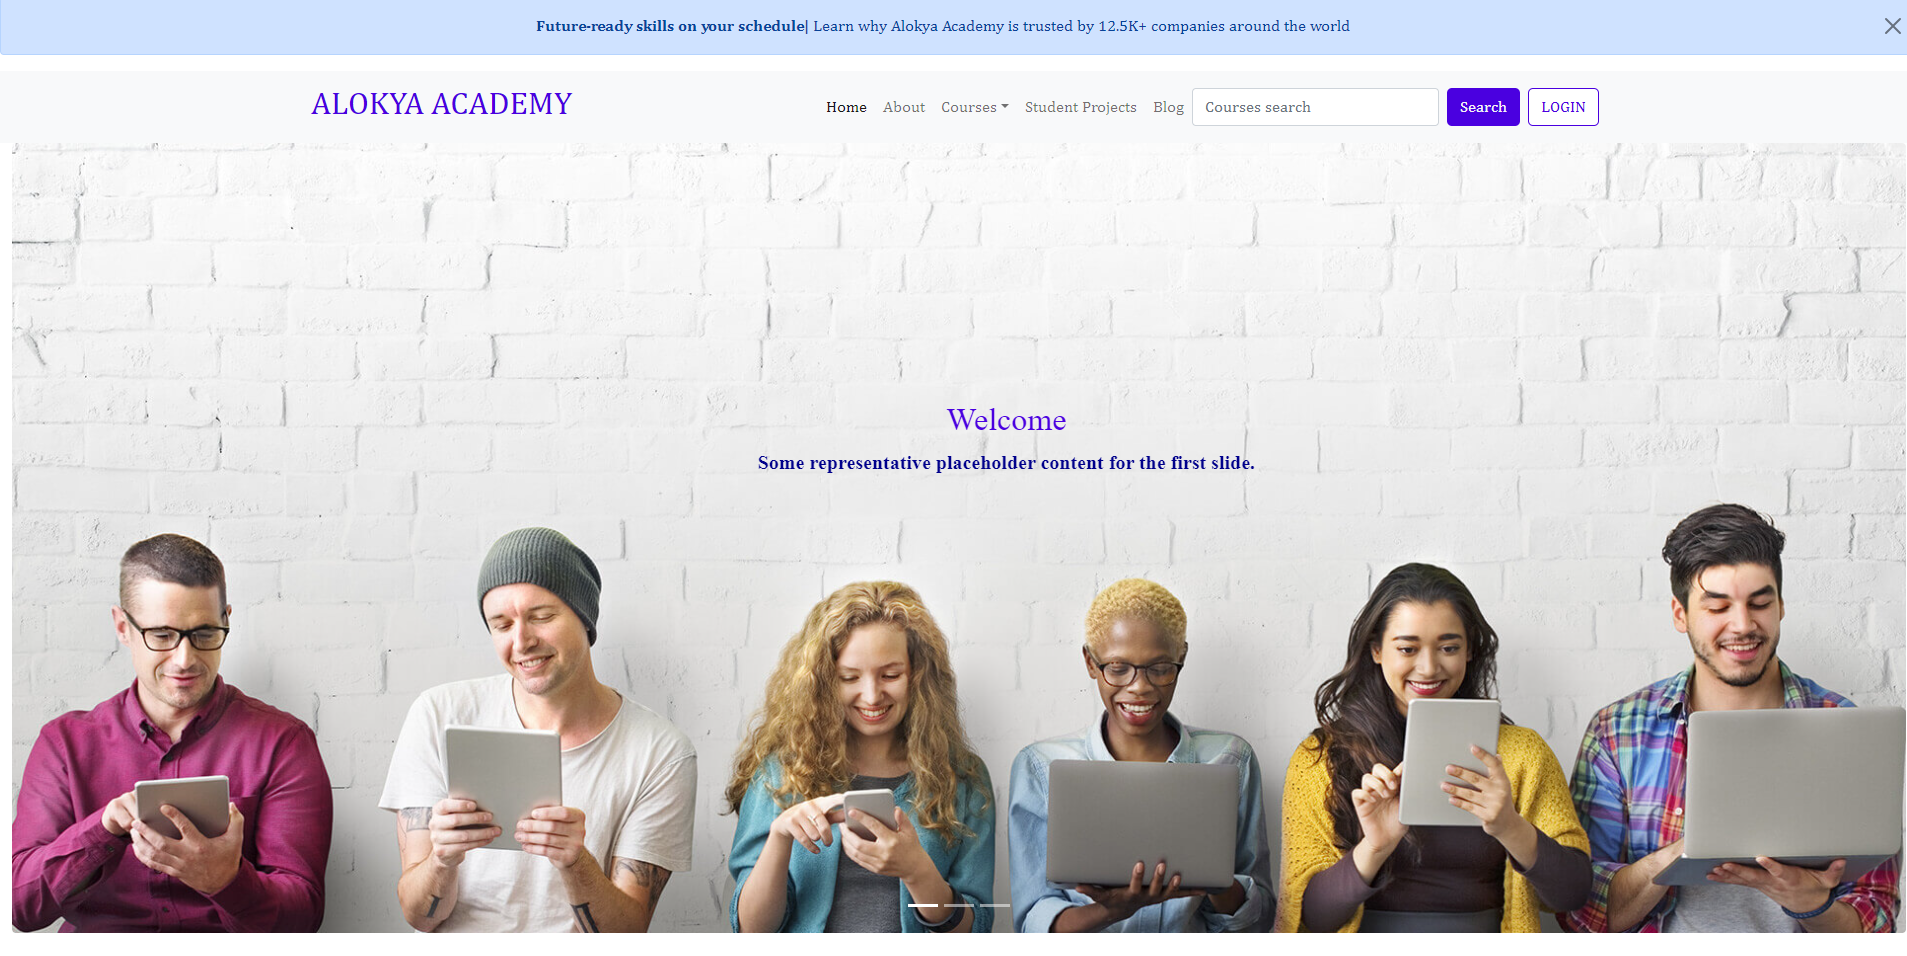 Future-ready skills on your schedule| Learn why Alokya Academy is trusted by 12.5K+ companies around the world
ALOKYA ACADEMY
Home About Courses Student Projects Blog Courses search Search LOGIN
Welcome
Some representative placeholder content for the first slide.